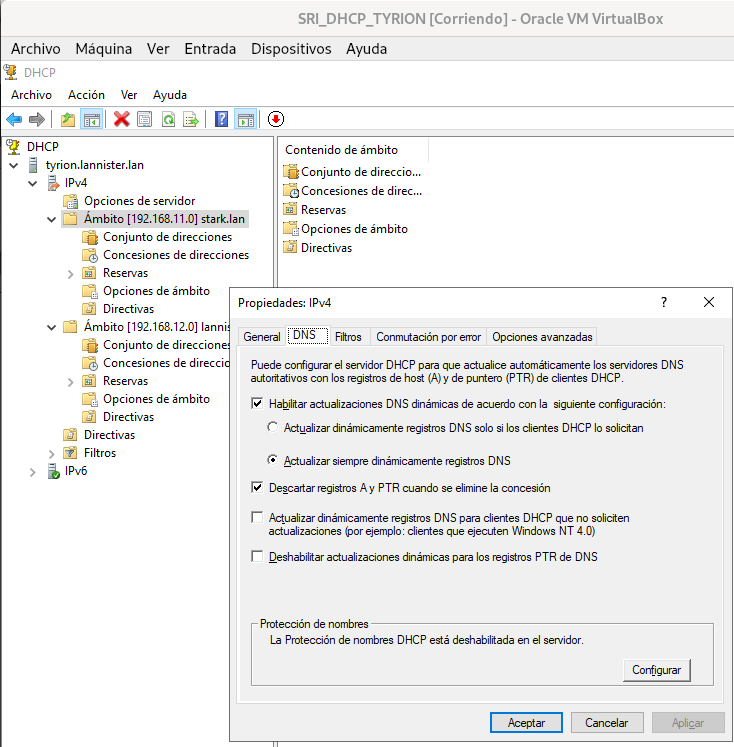 SRI_DHCP_TYRION [Corriendo] - Oracle VM VirtualBox
Archivo Máquina Ver Entrada Dispositivos Ayuda
DHCP
Archivo Acción Ver Ayuda
DHCP
tyrion.lannister.lan
IPv4
Opciones de servidor
Ámbito [192.168.11.0] stark.lan
Conjunto de direcciones
Concesiones de direcciones
Reservas
Opciones de ámbito
Directivas
Ámbito [192.168.12.0] lannis
Conjunto de direcciones
Concesiones de direccio
Reservas
Opciones de ámbito
Directivas
Directivas
Filtros
IPv6
Contenido de ámbito
Conjunto de direccio...
Concesiones de direc...
Reservas
Opciones de ámbito
Directivas
Propiedades: IPv4
General DNS Filtros Conmutación por error Opciones avanzadas
Puede configurar el servidor DHCP para que actualice automáticamente los servidores DNS
autoritativos con los registros de host (A) y de puntero (PTR) de clientes DHCP.
Habilitar actualizaciones DNS dinámicas de acuerdo con la siguiente configuración:
Actualizar dinámicamente registros DNS solo si los clientes DHCP lo solicitan
Actualizar siempre dinámicamente registros DNS
Descartar registros A y PTR cuando se elimine la concesión
Actualizar dinámicamente registros DNS para clientes DHCP que no soliciten
actualizaciones (por ejemplo: clientes que ejecuten Windows NT 4.0)
Deshabilitar actualizaciones dinámicas para los registros PTR de DNS
Protección de nombres
La Protección de nombres DHCP está deshabilitada en el servidor.
Configurar
Aceptar Cancelar Aplicar